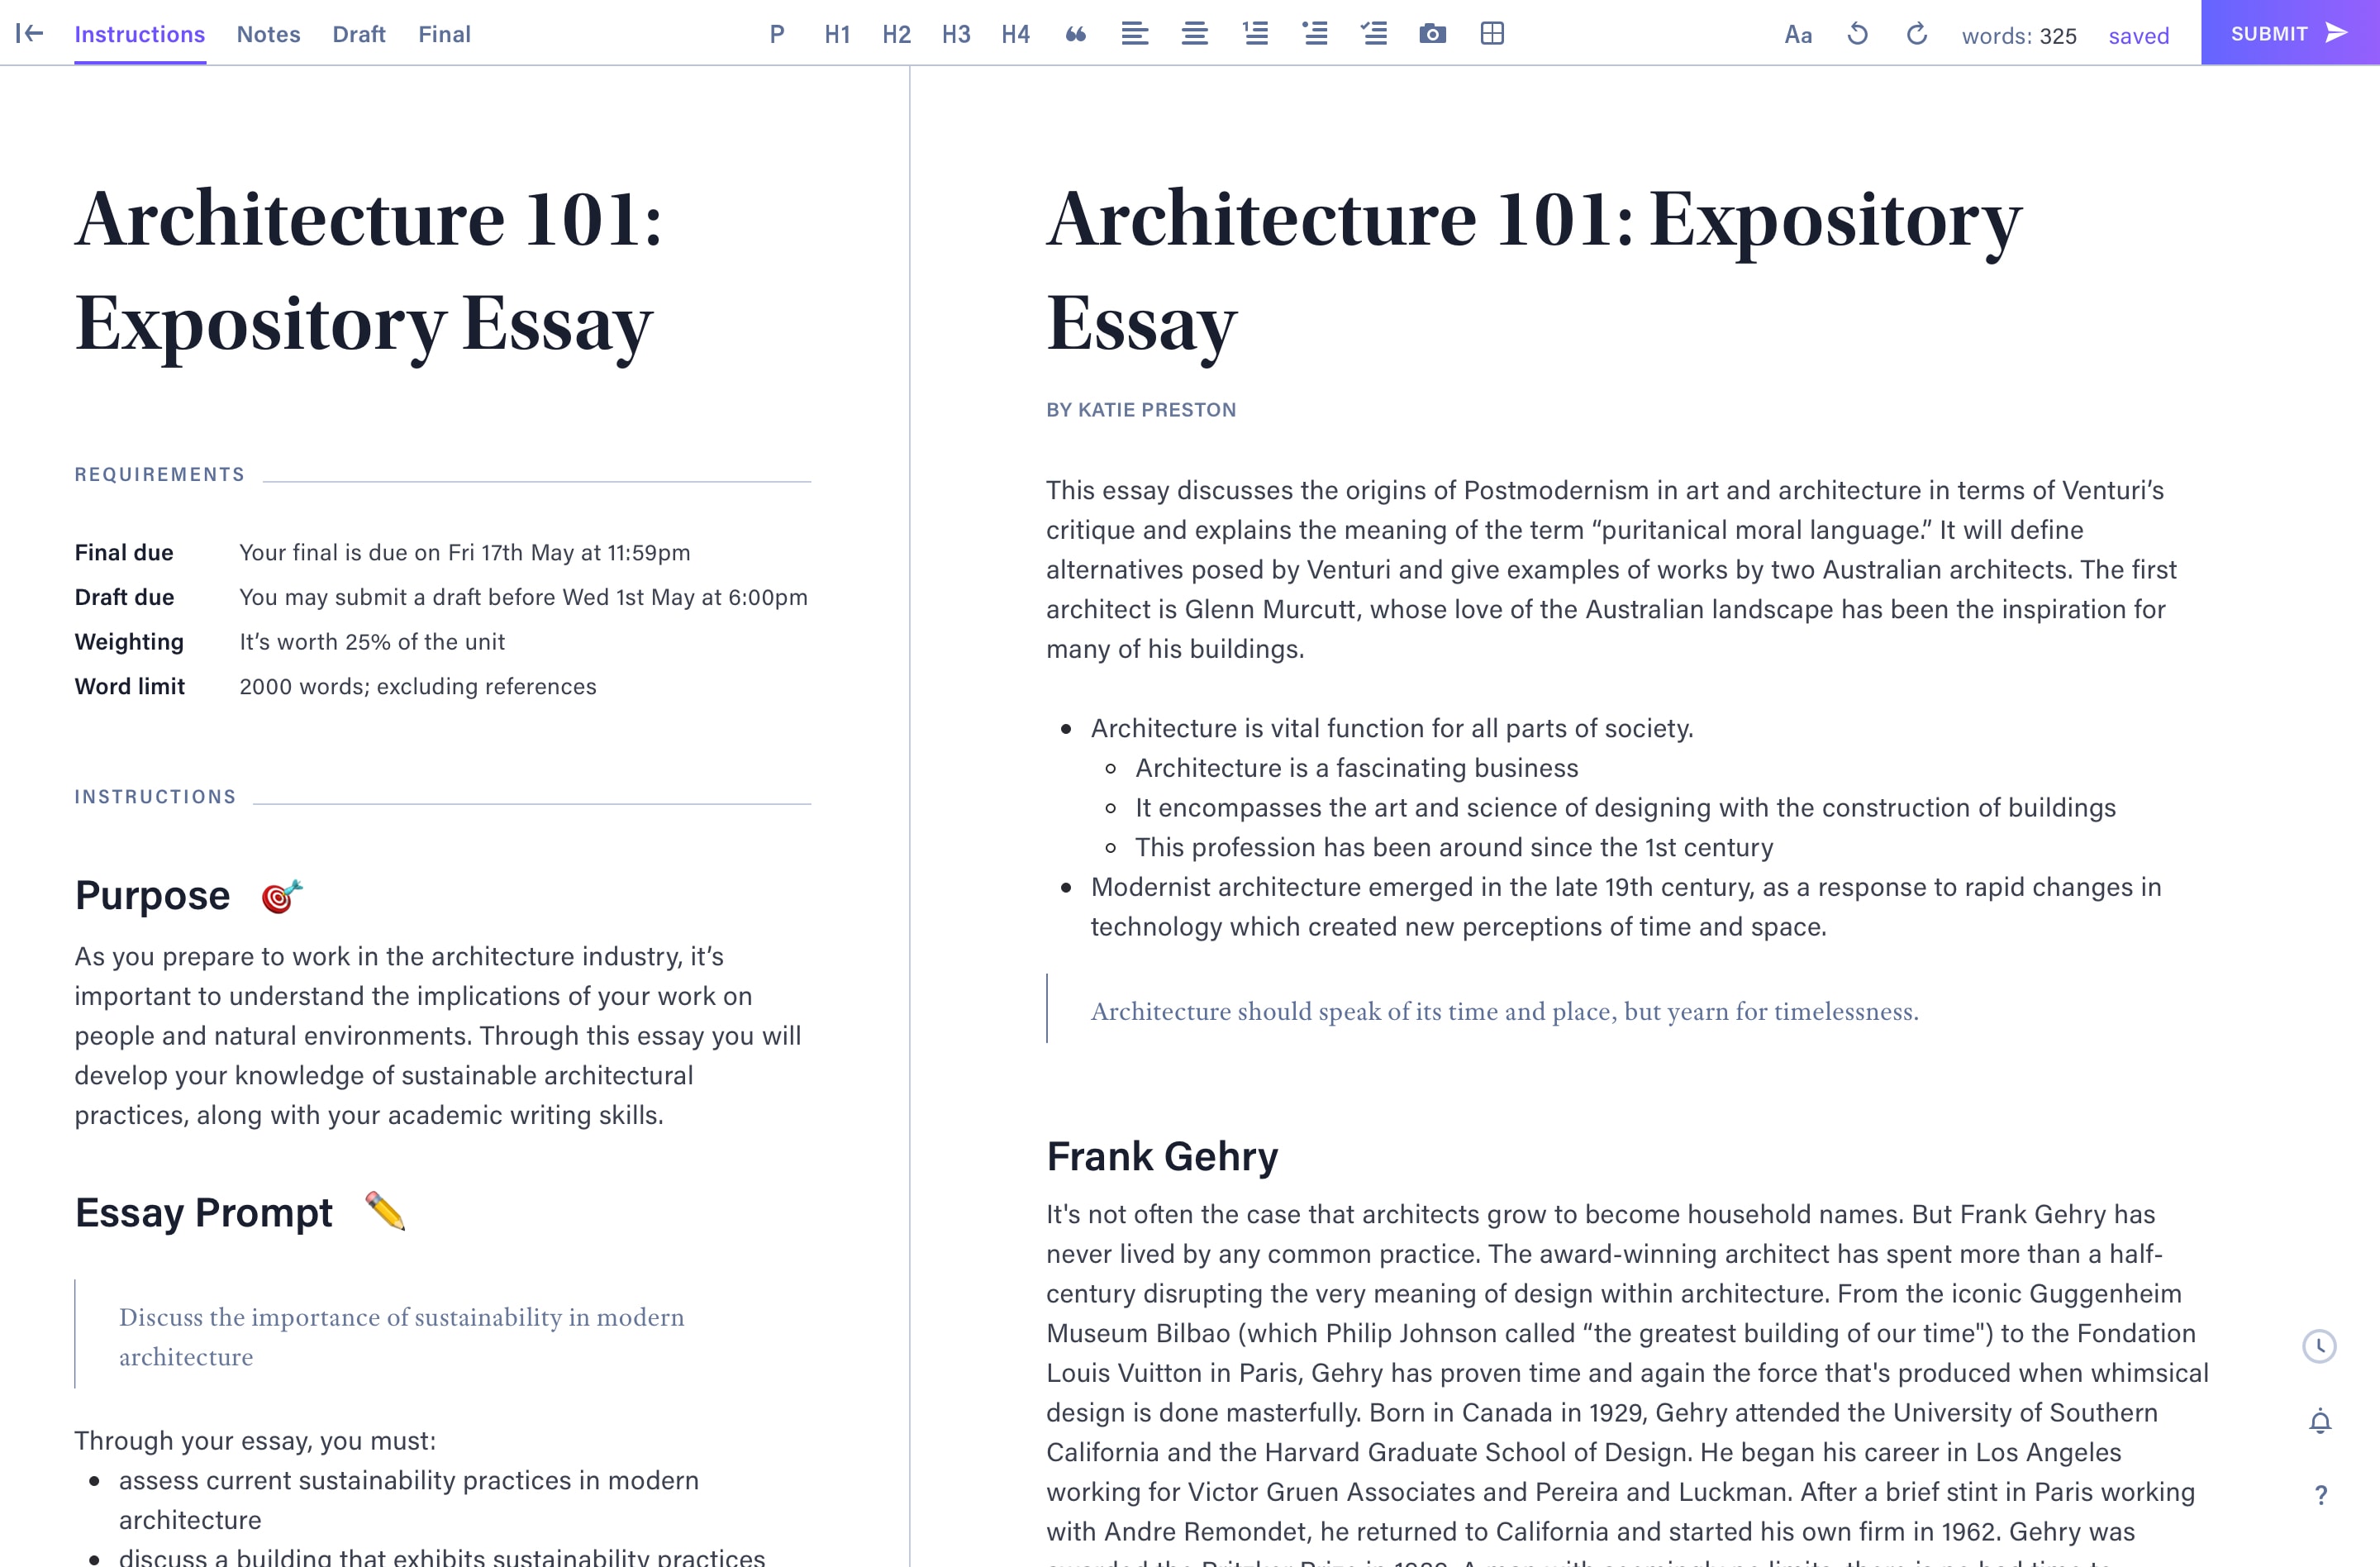 Instructions Notes Draft Final P H1 H2 H3 H4 Aa words: 325 saved SUBMIT
Architecture 101:
Expository Essay
REQUIREMENTS
Final due Your final is due on Fri 17th May at 11:59pm
Draft due You may submit a draft before Wed 1st May at 6:00pm
Weighting It’s worth 25% of the unit
Word limit 2000 words; excluding references
INSTRUCTIONS
Purpose
As you prepare to work in the architecture industry, it’s
important to understand the implications of your work on
people and natural environments. Through this essay you will
develop your knowledge of sustainable architectural
practices, along with your academic writing skills.
Essay Prompt
Discuss the importance of sustainability in modern
architecture
Through your essay, you must:
assess current sustainability practices in modern
architecture
discuss a building that exhibits sustainability practices
Architecture 101: Expository
Essay
BY KATIE PRESTON
This essay discusses the origins of Postmodernism in art and architecture in terms of Venturi’s
critique and explains the meaning of the term “puritanical moral language.” It will define
alternatives posed by Venturi and give examples of works by two Australian architects. The first
architect is Glenn Murcutt, whose love of the Australian landscape has been the inspiration for
many of his buildings.
Architecture is vital function for all parts of society.
Architecture is a fascinating business
It encompasses the art and science of designing with the construction of buildings
This profession has been around since the 1st century
Modernist architecture emerged in the late 19th century, as a response to rapid changes in
technology which created new perceptions of time and space.
Architecture should speak of its time and place, but yearn for timelessness.
Frank Gehry
It's not often the case that architects grow to become household names. But Frank Gehry has
never lived by any common practice. The award-winning architect has spent more than a half-
century disrupting the very meaning of design within architecture. From the iconic Guggenheim
Museum Bilbao (which Philip Johnson called “the greatest building of our time") to the Fondation
Louis Vuitton in Paris, Gehry has proven time and again the force that's produced when whimsical
design is done masterfully. Born in Canada in 1929, Gehry attended the University of Southern
California and the Harvard Graduate School of Design. He began his career in Los Angeles
working for Victor Gruen Associates and Pereira and Luckman. After a brief stint in Paris working
with Andre Remondet, he returned to California and started his own firm in 1962. Gehry was
?